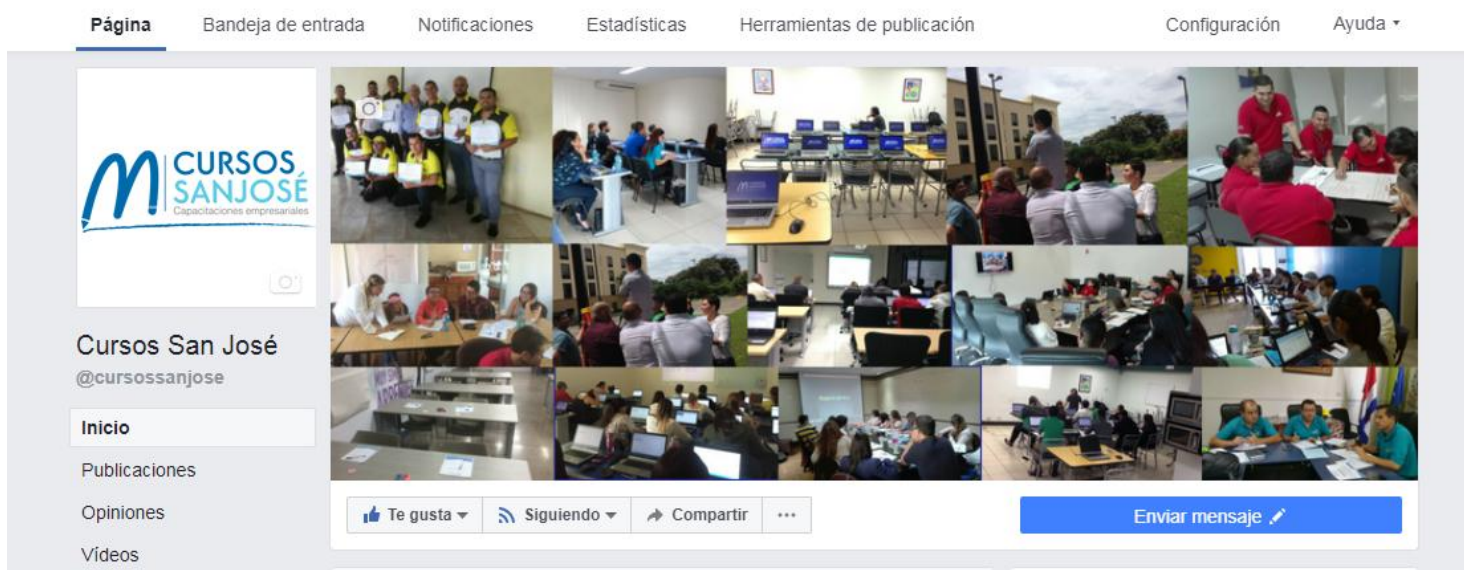 Página Bandeja de entrada Notificaciones Estadísticas Herramientas de publicación Configuración Ayuda
CURSOS
SANJOSÉ
Capacitaciones empresariales
Cursos San José
@cursossanjose
Inicio
Publicaciones
Opiniones
Vídeos
Te gusta Siguiendo Compartir ...
Enviar mensaje